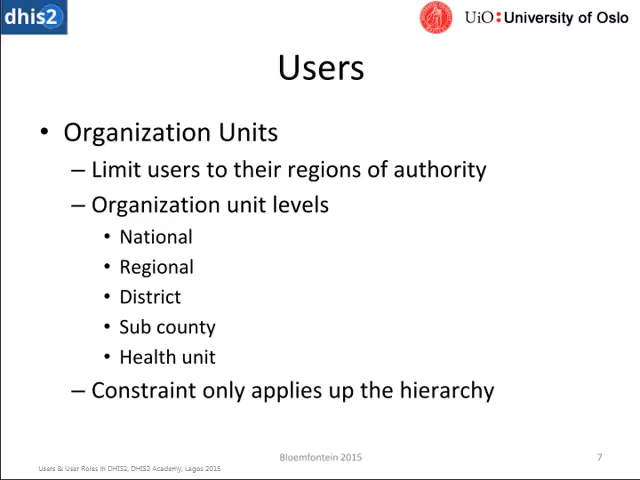 dhis2
UiO University of Oslo
Users
• Organization Units
– Limit users to their regions of authority
– Organization unit levels
• National
• Regional
• District
• Sub county
• Health unit
– Constraint only applies up the hierarchy
Bloemfontein 2015
7
Users & User Roles In DHIS2, DHIS2 Academy, Lagos 2015